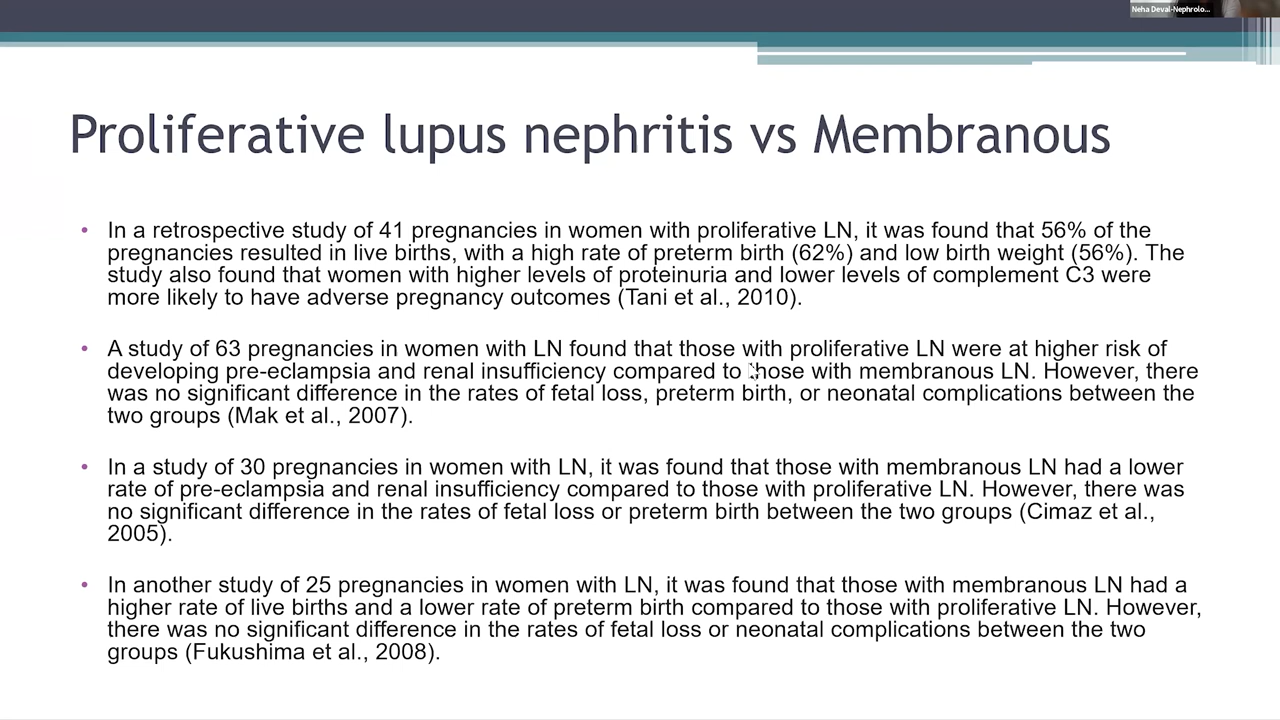 Neha Deval-Nephrolo...
Proliferative lupus nephritis vs Membranous
• In a retrospective study of 41 pregnancies in women with proliferative LN, it was found that 56% of the
pregnancies resulted in live births, with a high rate of preterm birth (62%) and low birth weight (56%). The
study also found that women with higher levels of proteinuria and lower levels of complement C3 were
more likely to have adverse pregnancy outcomes (Tani et al., 2010).
• A study of 63 pregnancies in women with LN found that those with proliferative LN were at higher risk of
developing pre-eclampsia and renal insufficiency compared to those with membranous LN. However, there
was no significant difference in the rates of fetal loss, preterm birth, or neonatal complications between the
two groups (Mak et al., 2007).
• In a study of 30 pregnancies in women with LN, it was found that those with membranous LN had a lower
rate of pre-eclampsia and renal insufficiency compared to those with proliferative LN. However, there was
no significant difference in the rates of fetal loss or preterm birth between the two groups (Cimaz et al.,
2005).
• In another study of 25 pregnancies in women with LN, it was found that those with membranous LN had a
higher rate of live births and a lower rate of preterm birth compared to those with proliferative LN. However,
there was no significant difference in the rates of fetal loss or neonatal complications between the two
groups (Fukushima et al., 2008).